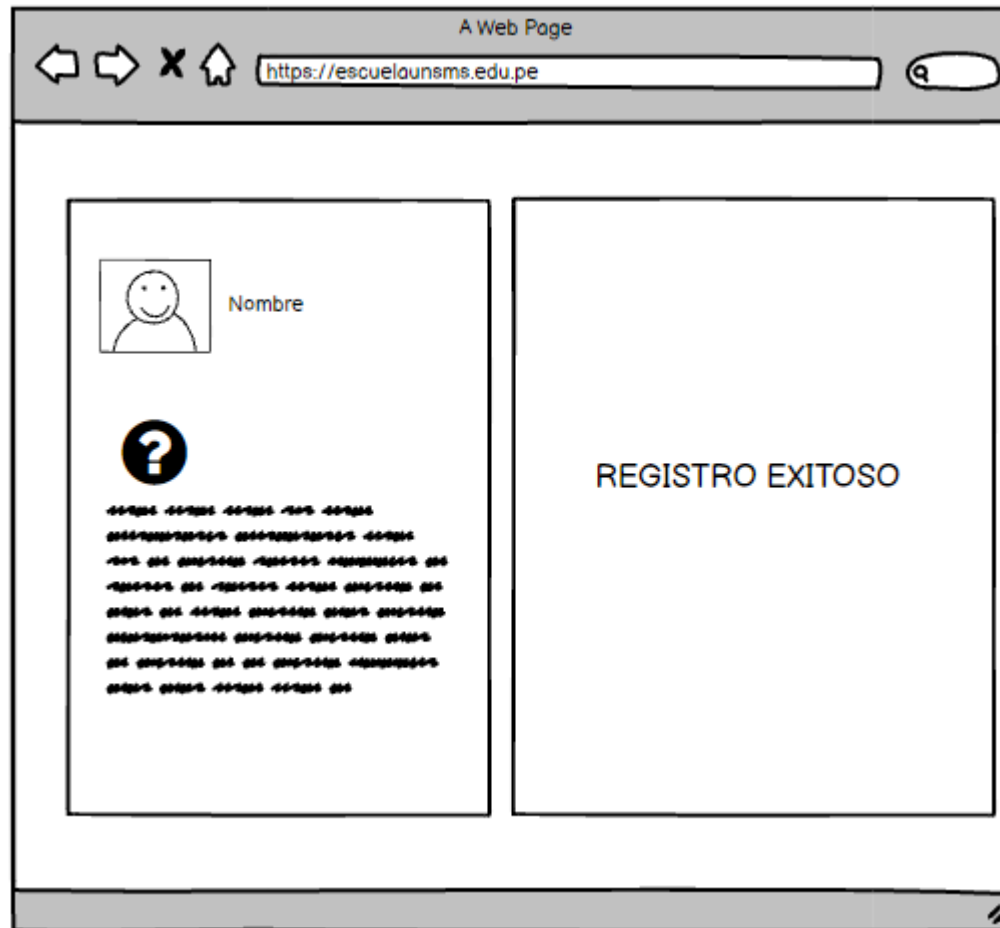 A Web Page
https://escuelaunsms.edu.pe
Nombre
?
REGISTRO EXITOSO